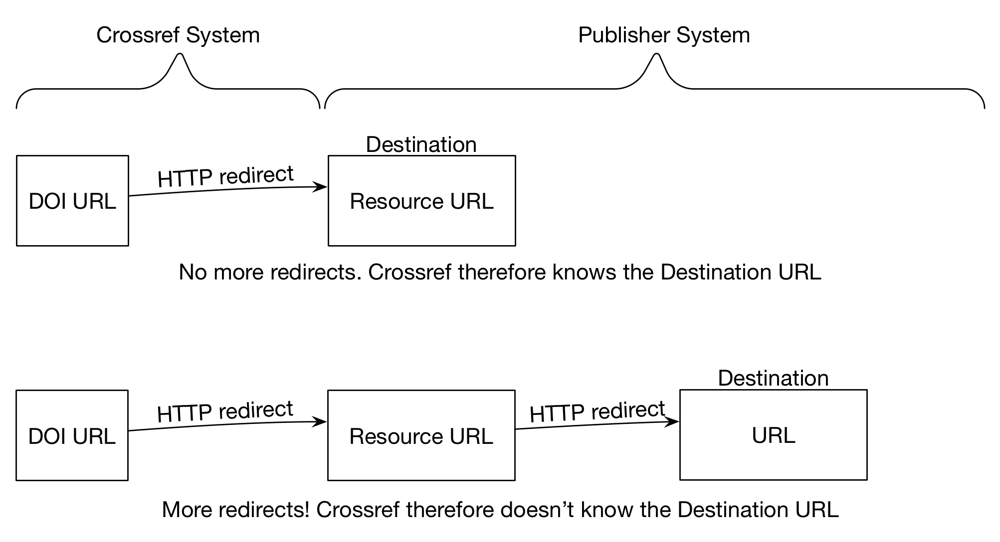 Crossref System
Publisher System
Destination
DOI URL
HTTP redirect
Resource URL
No more redirects. Crossref therefore knows the Destination URL
Destination
DOI URL
HTTP redirect
Resource URL
HTTP redirect
URL
More redirects! Crossref therefore doesn’t know the Destination URL